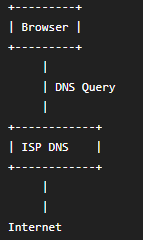 Browser
DNS Query
ISP DNS
Internet